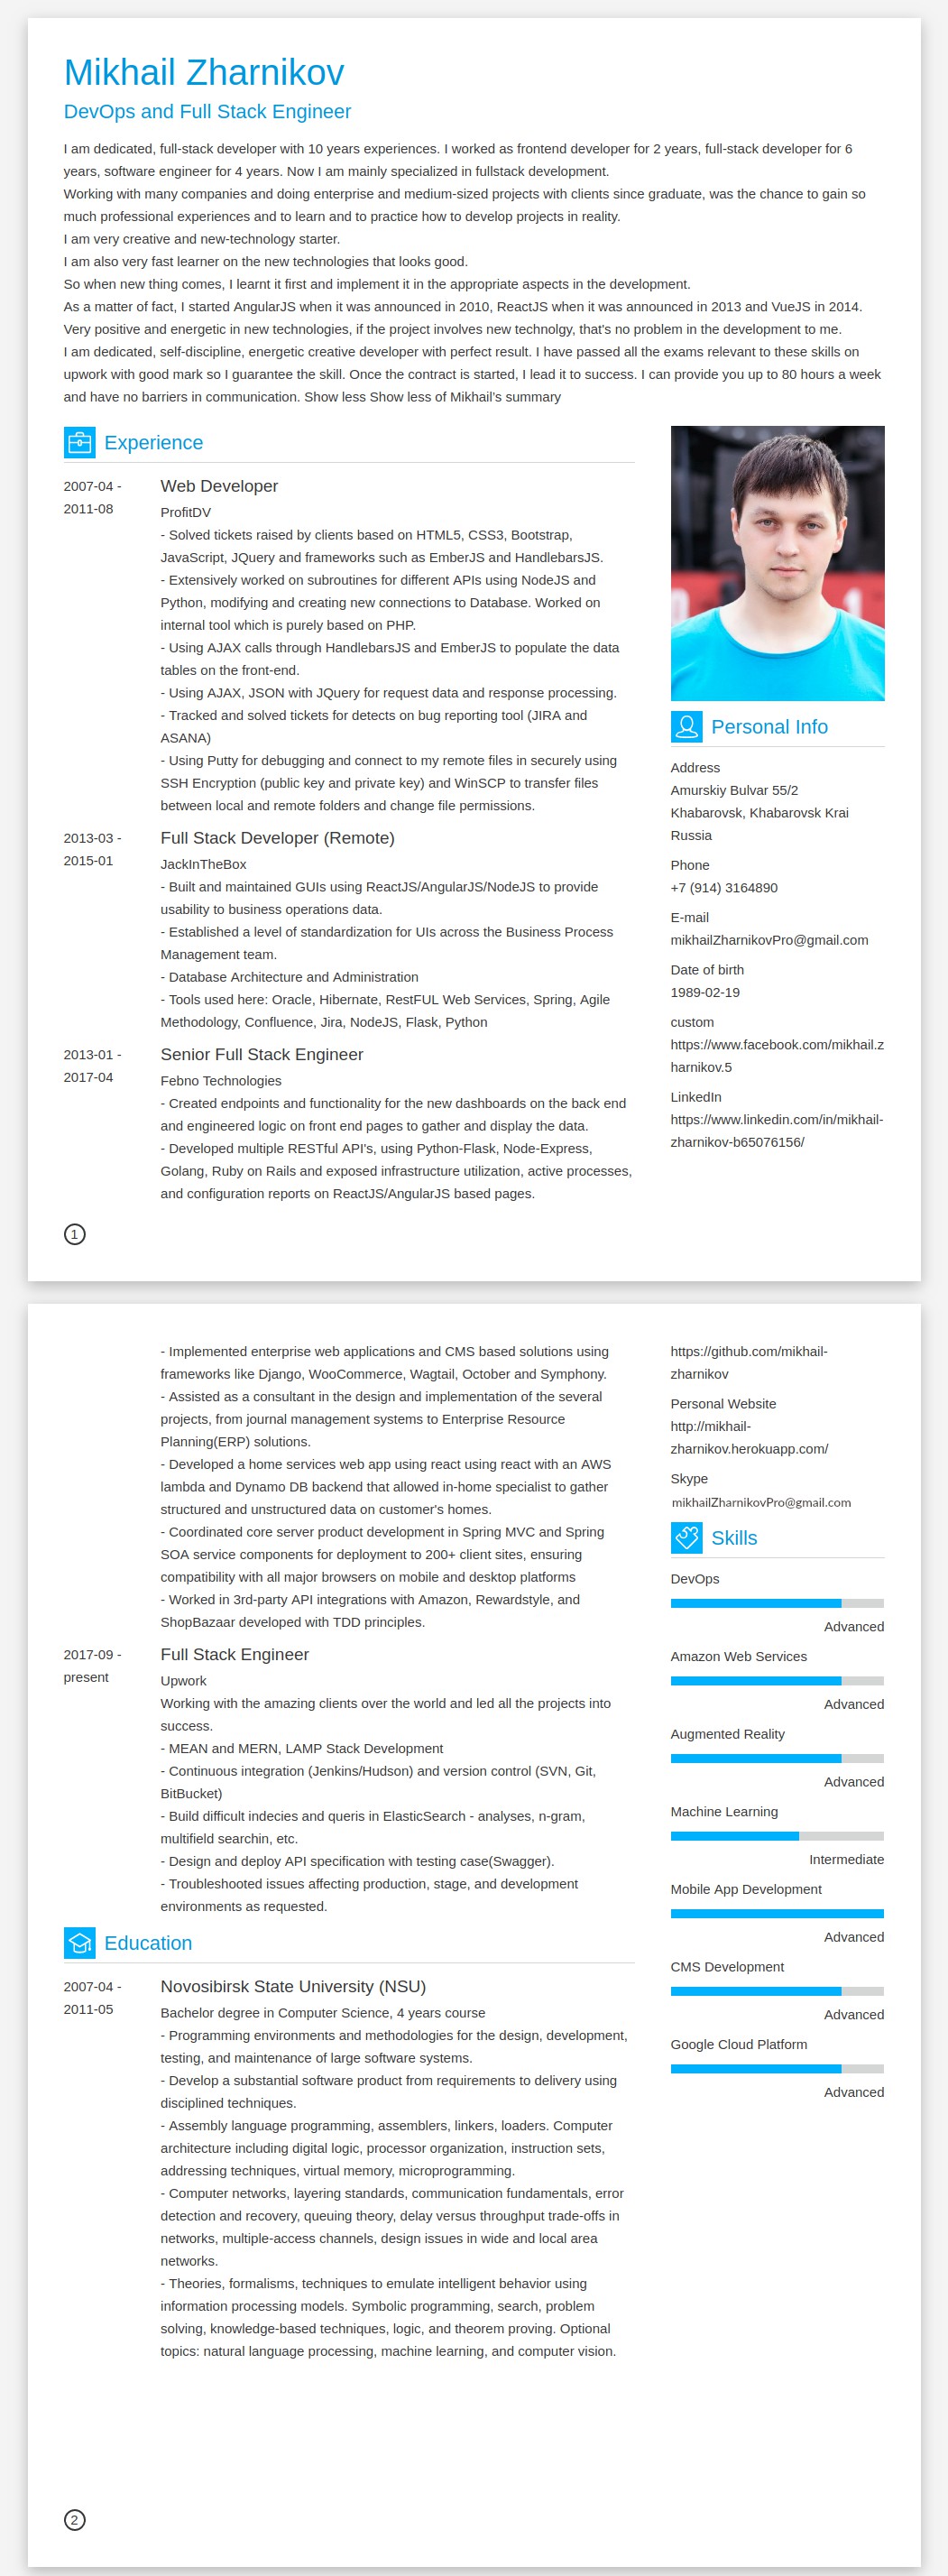 Mikhail Zharnikov
DevOps and Full Stack Engineer
I am dedicated, full-stack developer with 10 years experiences. I worked as frontend developer for 2 years, full-stack developer for 6
years, software engineer for 4 years. Now I am mainly specialized in fullstack development.
Working with many companies and doing enterprise and medium-sized projects with clients since graduate, was the chance to gain so
much professional experiences and to learn and to practice how to develop projects in reality.
I am very creative and new-technology starter.
I am also very fast learner on the new technologies that looks good.
So when new thing comes, I learnt it first and implement it in the appropriate aspects in the development.
As a matter of fact, I started AngularJS when it was announced in 2010, ReactJS when it was announced in 2013 and VueJS in 2014.
Very positive and energetic in new technologies, if the project involves new technolgy, that's no problem in the development to me.
I am dedicated, self-discipline, energetic creative developer with perfect result. I have passed all the exams relevant to these skills on
upwork with good mark so I guarantee the skill. Once the contract is started, I lead it to success. I can provide you up to 80 hours a week
and have no barriers in communication. Show less Show less of Mikhail's summary
Experience
2007-04 -
2011-08
Web Developer
ProfitDV
- Solved tickets raised by clients based on HTML5, CSS3, Bootstrap,
JavaScript, JQuery and frameworks such as EmberJS and HandlebarsJS.
- Extensively worked on subroutines for different APIs using NodeJS and
Python, modifying and creating new connections to Database. Worked on
internal tool which is purely based on PHP.
- Using AJAX calls through HandlebarsJS and EmberJS to populate the data
tables on the front-end.
- Using AJAX, JSON with JQuery for request data and response processing.
- Tracked and solved tickets for detects on bug reporting tool (JIRA and
ASANA)
- Using Putty for debugging and connect to my remote files in securely using
SSH Encryption (public key and private key) and WinSCP to transfer files
between local and remote folders and change file permissions.
2013-03 -
2015-01
Full Stack Developer (Remote)
JackInTheBox
- Built and maintained GUIs using ReactJS/AngularJS/NodeJS to provide
usability to business operations data.
- Established a level of standardization for UIs across the Business Process
Management team.
- Database Architecture and Administration
- Tools used here: Oracle, Hibernate, RestFUL Web Services, Spring, Agile
Methodology, Confluence, Jira, NodeJS, Flask, Python
2013-01 -
2017-04
Senior Full Stack Engineer
Febno Technologies
- Created endpoints and functionality for the new dashboards on the back end
and engineered logic on front end pages to gather and display the data.
- Developed multiple RESTful API's, using Python-Flask, Node-Express,
Golang, Ruby on Rails and exposed infrastructure utilization, active processes,
and configuration reports on ReactJS/AngularJS based pages.
Personal Info
Address
Amurskiy Bulvar 55/2
Khabarovsk, Khabarovsk Krai
Russia
Phone
+7 (914) 3164890
E-mail
mikhailZharnikovPro@gmail.com
Date of birth
1989-02-19
custom
https://www.facebook.com/mikhail.z
harnikov.5
LinkedIn
https://www.linkedin.com/in/mikhail-
zharnikov-b65076156/
1
- Implemented enterprise web applications and CMS based solutions using
frameworks like Django, WooCommerce, Wagtail, October and Symphony.
- Assisted as a consultant in the design and implementation of the several
projects, from journal management systems to Enterprise Resource
Planning(ERP) solutions.
- Developed a home services web app using react using react with an AWS
lambda and Dynamo DB backend that allowed in-home specialist to gather
structured and unstructured data on customer's homes.
- Coordinated core server product development in Spring MVC and Spring
SOA service components for deployment to 200+ client sites, ensuring
compatibility with all major browsers on mobile and desktop platforms
- Worked in 3rd-party API integrations with Amazon, Rewardstyle, and
ShopBazaar developed with TDD principles.
2017-09 -
present
Full Stack Engineer
Upwork
Working with the amazing clients over the world and led all the projects into
success.
- MEAN and MERN, LAMP Stack Development
- Continuous integration (Jenkins/Hudson) and version control (SVN, Git,
BitBucket)
- Build difficult indecies and queris in ElasticSearch - analyses, n-gram,
multifield searchin, etc.
- Design and deploy API specification with testing case(Swagger).
- Troubleshooted issues affecting production, stage, and development
environments as requested.
Education
2007-04 -
2011-05
Novosibirsk State University (NSU)
Bachelor degree in Computer Science, 4 years course
- Programming environments and methodologies for the design, development,
testing, and maintenance of large software systems.
- Develop a substantial software product from requirements to delivery using
disciplined techniques.
- Assembly language programming, assemblers, linkers, loaders. Computer
architecture including digital logic, processor organization, instruction sets,
addressing techniques, virtual memory, microprogramming.
- Computer networks, layering standards, communication fundamentals, error
detection and recovery, queuing theory, delay versus throughput trade-offs in
networks, multiple-access channels, design issues in wide and local area
networks.
- Theories, formalisms, techniques to emulate intelligent behavior using
information processing models. Symbolic programming, search, problem
solving, knowledge-based techniques, logic, and theorem proving. Optional
topics: natural language processing, machine learning, and computer vision.
https://github.com/mikhail-
zharnikov
Personal Website
http://mikhail-
zharnikov.herokuapp.com/
Skype
mikhailZharnikovPro@gmail.com
Skills
DevOps
Advanced
Amazon Web Services
Advanced
Augmented Reality
Advanced
Machine Learning
Intermediate
Mobile App Development
Advanced
CMS Development
Advanced
Google Cloud Platform
Advanced
2